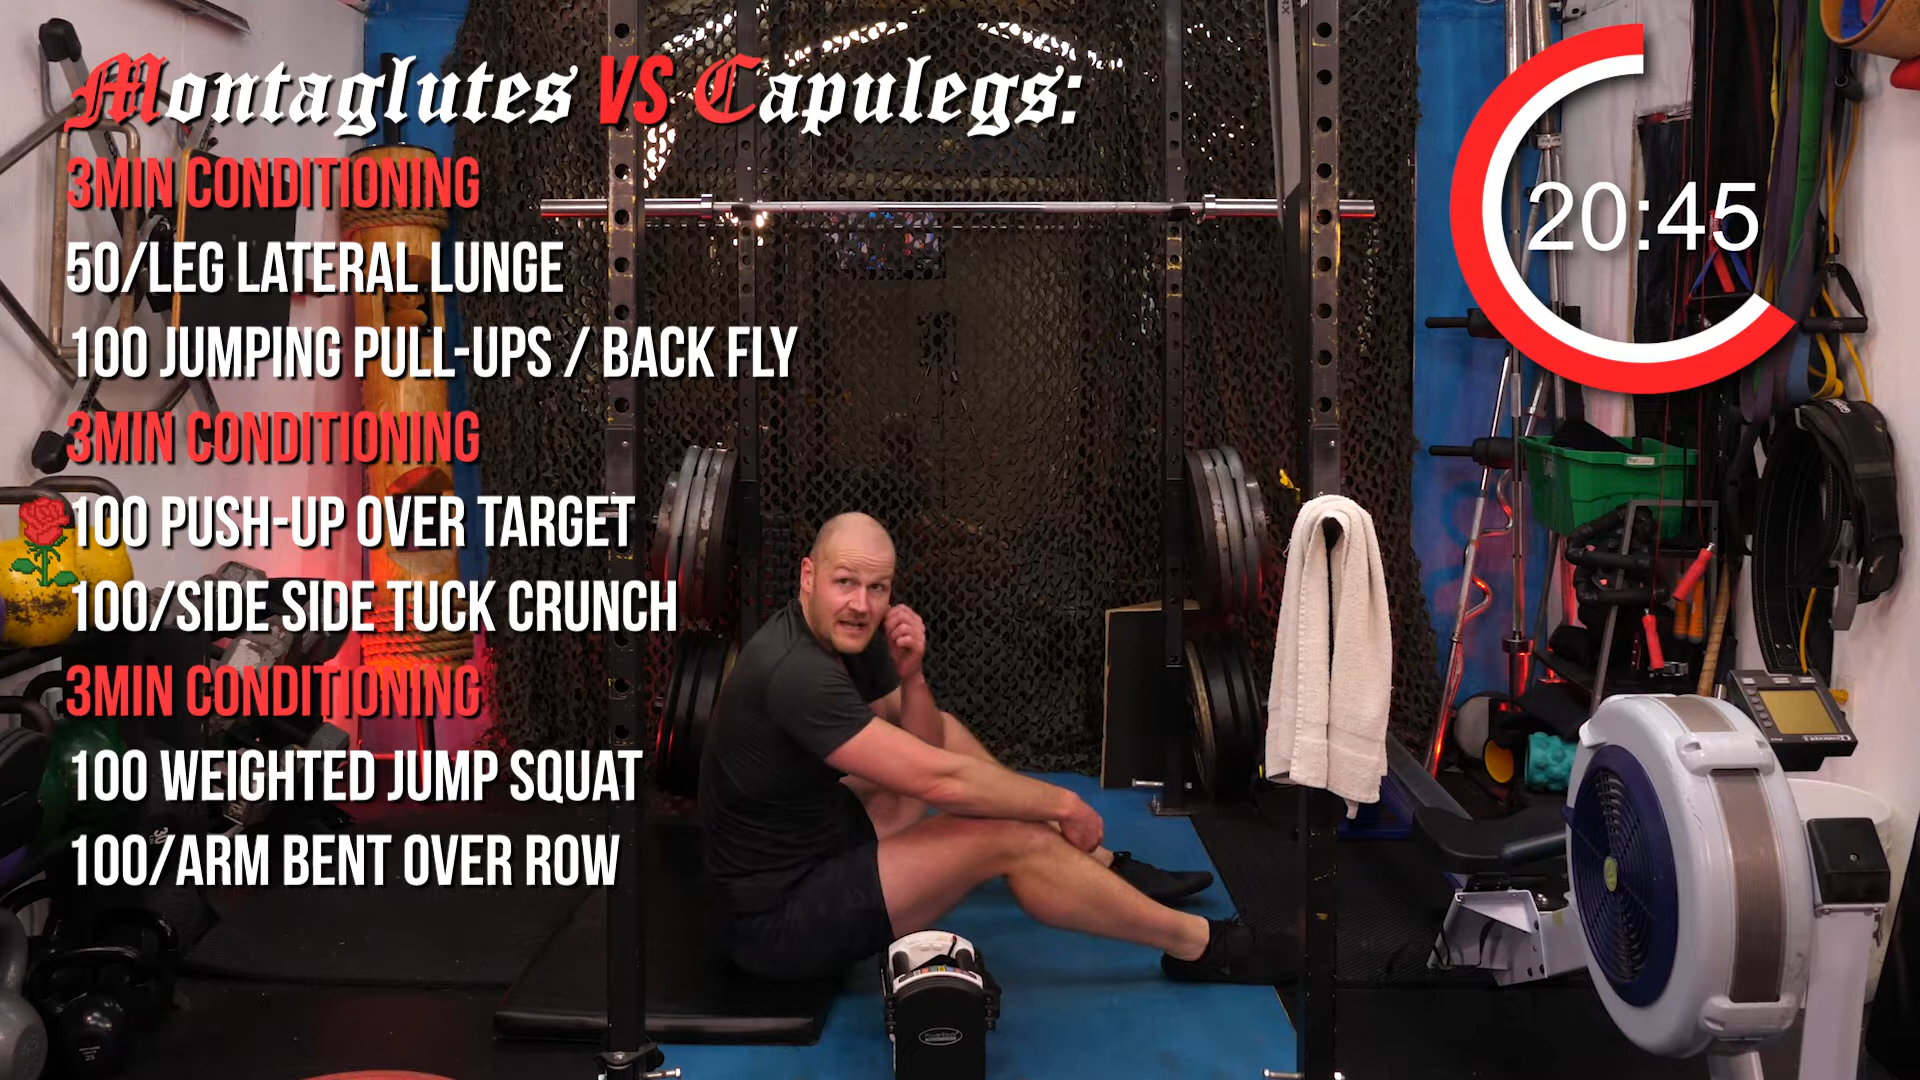 Montaglutes VS Capulegs:
3MIN CONDITIONING
50/LEG LATERAL LUNGE
100 JUMPING PULL-UPS / BACK FLY
3MIN CONDITIONING
100 PUSH-UP OVER TARGET
100/SIDE SIDE TUCK CRUNCH
3MIN CONDITIONING
100 WEIGHTED JUMP SQUAT
100/ARM BENT OVER ROW
20:45